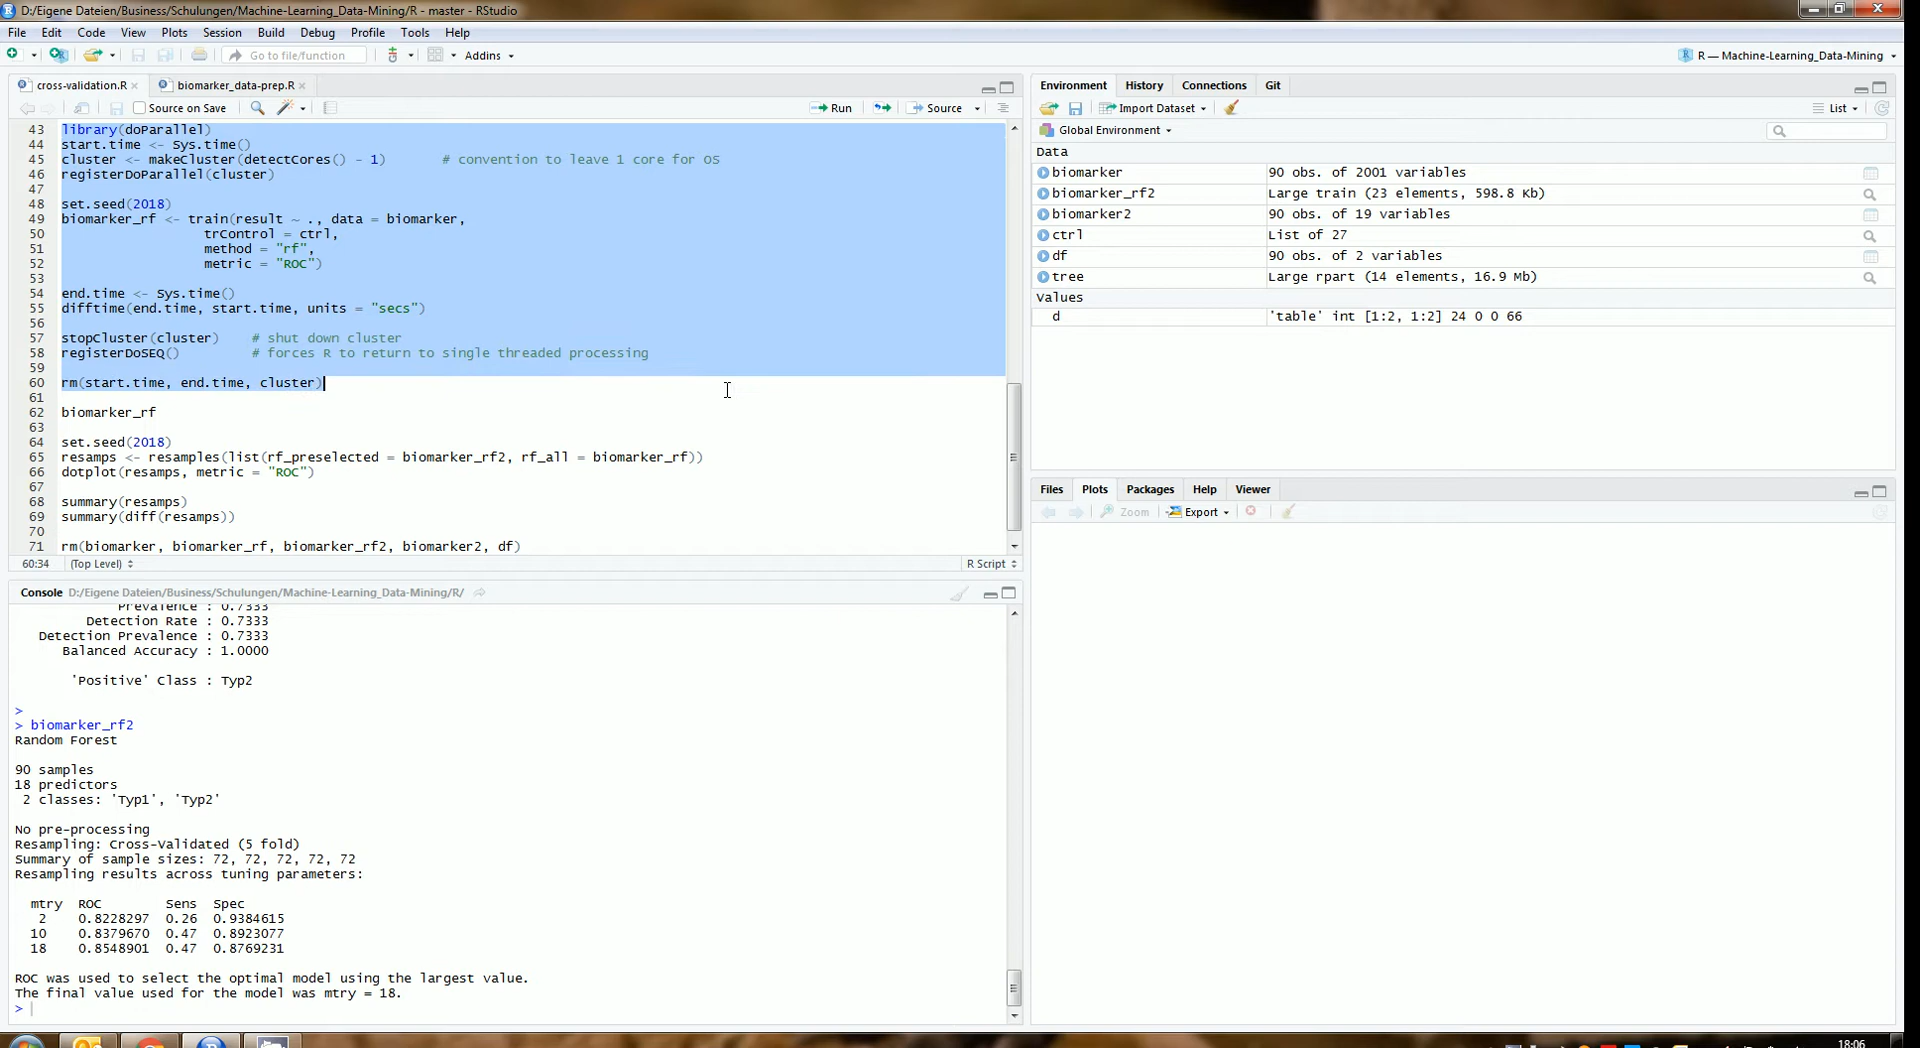 D:/Eigene Dateien/Business/Schulungen/Machine-Learning_Data-Mining/R - master - RStudio
File Edit Code View Plots Session Build Debug Profile Tools Help
Go to file/function Addins R — Machine-Learning_Data-Mining
cross-validation.R biomarker_data-prep.R
Source on Save Run Source
43 library(doParallel)
44 start.time <- Sys.time()
45 cluster <- makeCluster(detectCores() - 1) # convention to leave 1 core for OS
46 registerDoParallel(cluster)
47
48 set.seed(2018)
49 biomarker_rf <- train(result ~ ., data = biomarker,
50 trControl = ctrl,
51 method = "rf",
52 metric = "ROC")
53
54 end.time <- Sys.time()
55 difftime(end.time, start.time, units = "secs")
56
57 stopCluster(cluster) # shut down cluster
58 registerDoSEQ() # forces R to return to single threaded processing
59
60 rm(start.time, end.time, cluster)
61
62 biomarker_rf
63
64 set.seed(2018)
65 resamps <- resamples(list(rf_preselected = biomarker_rf2, rf_all = biomarker_rf))
66 dotplot(resamps, metric = "ROC")
67
68 summary(resamps)
69 summary(diff(resamps))
70
71 rm(biomarker, biomarker_rf, biomarker_rf2, biomarker2, df)
60:34 (Top Level) R Script
Console D:/Eigene Dateien/Business/Schulungen/Machine-Learning_Data-Mining/R/
Prevalence : 0.7333
Detection Rate : 0.7333
Detection Prevalence : 0.7333
Balanced Accuracy : 1.0000
'Positive' Class : Typ2
>
> biomarker_rf2
Random Forest
90 samples
18 predictors
2 classes: 'Typ1', 'Typ2'
No pre-processing
Resampling: Cross-Validated (5 fold)
Summary of sample sizes: 72, 72, 72, 72, 72
Resampling results across tuning parameters:
mtry ROC Sens Spec
2 0.8228297 0.26 0.9384615
10 0.8379670 0.47 0.8923077
18 0.8548901 0.47 0.8769231
ROC was used to select the optimal model using the largest value.
The final value used for the model was mtry = 18.
>
Environment History Connections Git
Import Dataset List
Global Environment
Data
biomarker 90 obs. of 2001 variables
biomarker_rf2 Large train (23 elements, 598.8 Kb)
biomarker2 90 obs. of 19 variables
ctrl List of 27
df 90 obs. of 2 variables
tree Large rpart (14 elements, 16.9 Mb)
Values
d 'table' int [1:2, 1:2] 24 0 0 66
Files Plots Packages Help Viewer
Zoom Export
18:06